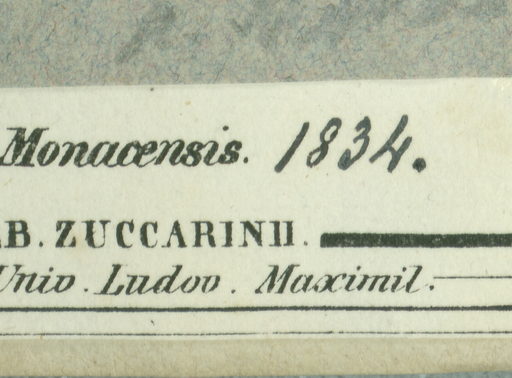 Monacensis. 1834.
B. ZUCCARINII.
Univ. Ludov. Maximil.